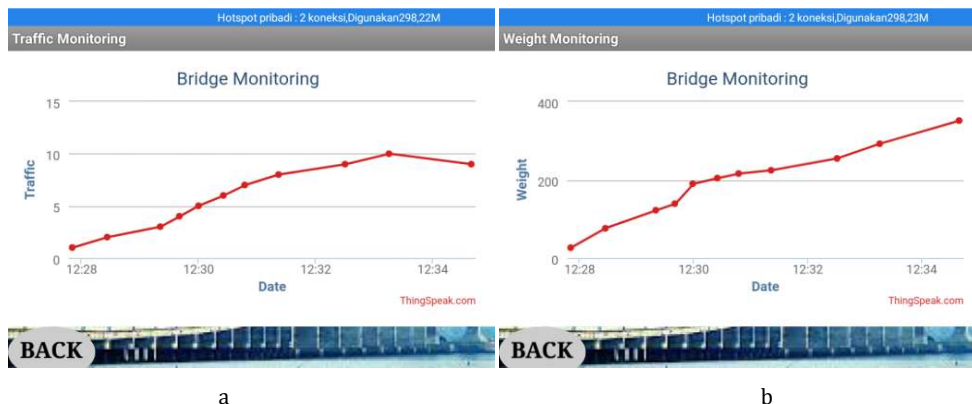 Hotspot pribadi : 2 koneksi,Digunakan298,22M
Traffic Monitoring
Bridge Monitoring
Traffic
15
10
5
0
12:28 12:30 12:32 12:34
Date
ThingSpeak.com
BACK
a
Hotspot pribadi : 2 koneksi,Digunakan298,23M
Weight Monitoring
Bridge Monitoring
Weight
400
200
0
12:28 12:30 12:32 12:34
Date
ThingSpeak.com
BACK
b